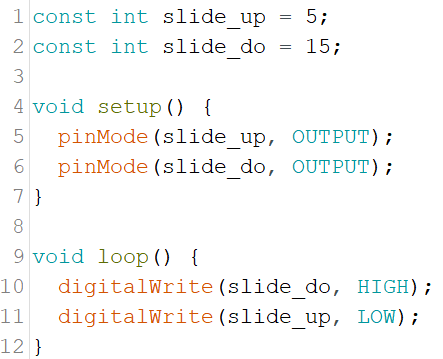 1 const int slide_up = 5;
2 const int slide_do = 15;
3
4 void setup() {
5   pinMode(slide_up, OUTPUT);
6   pinMode(slide_do, OUTPUT);
7 }
8
9 void loop() {
10   digitalWrite(slide_do, HIGH);
11   digitalWrite(slide_up, LOW);
12 }